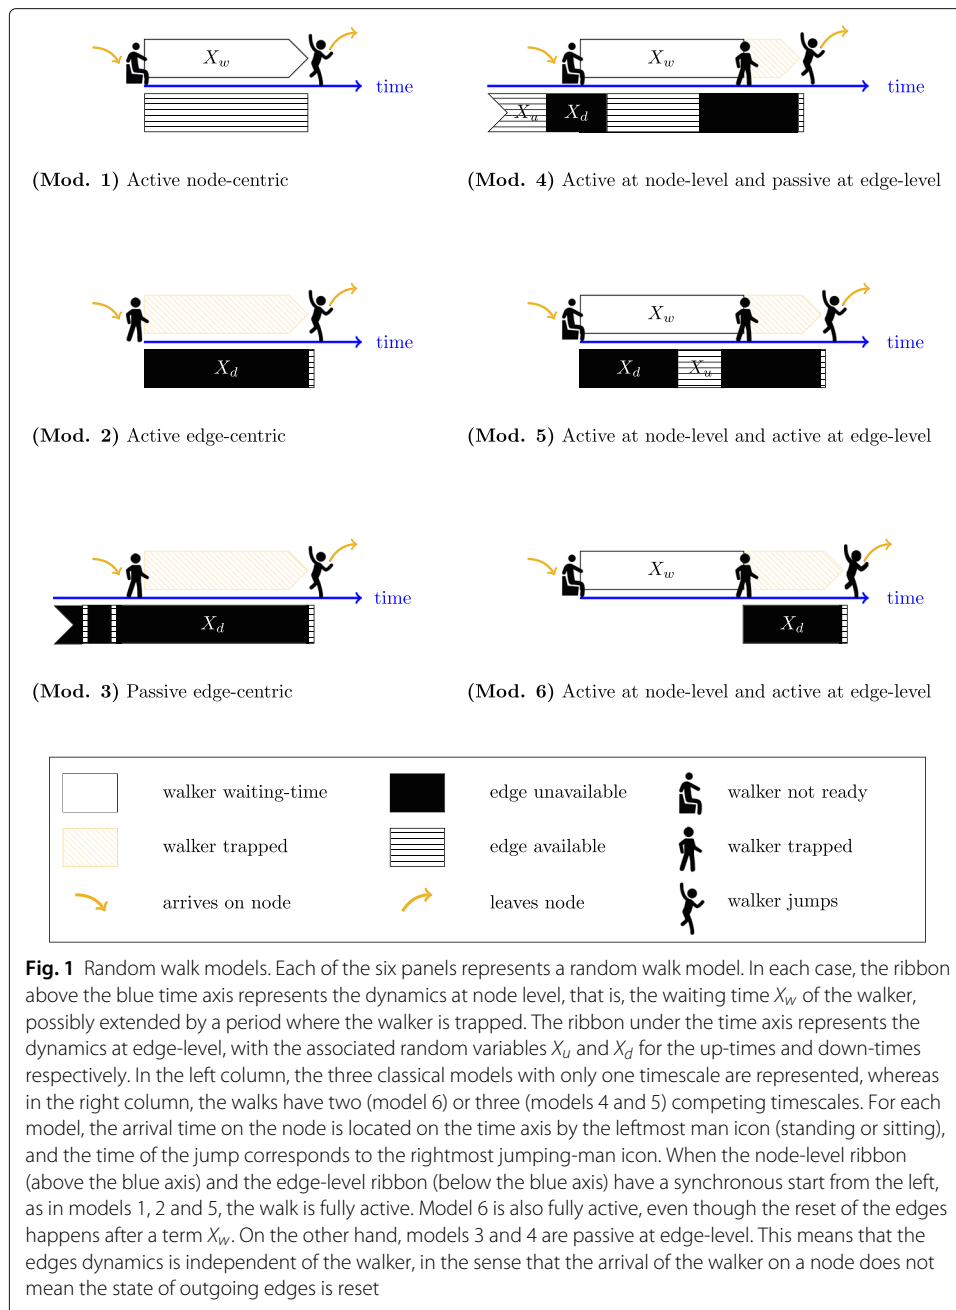 X_w
time
(Mod. 1) Active node-centric
X_w
time
X_u
X_d
(Mod. 4) Active at node-level and passive at edge-level
time
X_d
(Mod. 2) Active edge-centric
X_w
time
X_d
X_u
(Mod. 5) Active at node-level and active at edge-level
time
X_d
(Mod. 3) Passive edge-centric
X_w
time
X_d
(Mod. 6) Active at node-level and active at edge-level
walker waiting-time
edge unavailable
walker not ready
walker trapped
edge available
walker trapped
arrives on node
leaves node
walker jumps
Fig. 1 Random walk models. Each of the six panels represents a random walk model. In each case, the ribbon
above the blue time axis represents the dynamics at node level, that is, the waiting time X_w of the walker,
possibly extended by a period where the walker is trapped. The ribbon under the time axis represents the
dynamics at edge-level, with the associated random variables X_u and X_d for the up-times and down-times
respectively. In the left column, the three classical models with only one timescale are represented, whereas
in the right column, the walks have two (model 6) or three (models 4 and 5) competing timescales. For each
model, the arrival time on the node is located on the time axis by the leftmost man icon (standing or sitting),
and the time of the jump corresponds to the rightmost jumping-man icon. When the node-level ribbon
(above the blue axis) and the edge-level ribbon (below the blue axis) have a synchronous start from the left,
as in models 1, 2 and 5, the walk is fully active. Model 6 is also fully active, even though the reset of the edges
happens after a term X_w. On the other hand, models 3 and 4 are passive at edge-level. This means that the
edges dynamics is independent of the walker, in the sense that the arrival of the walker on a node does not
mean the state of outgoing edges is reset